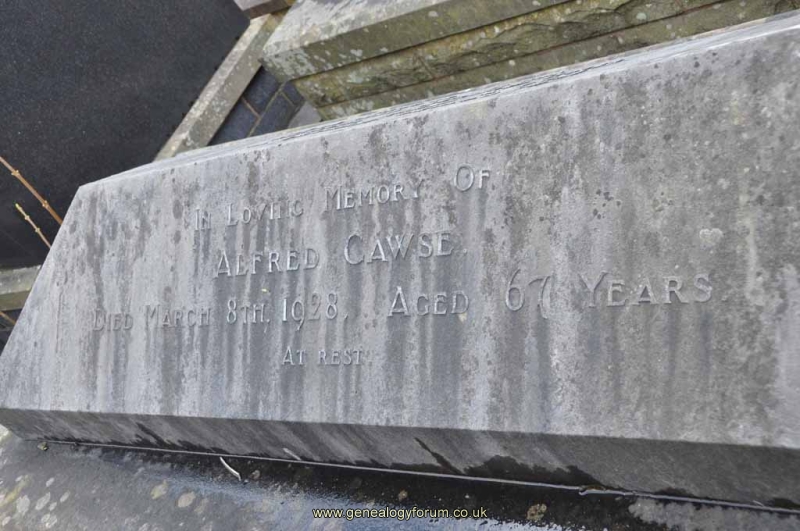 In Loving Memory Of
Alfred Cawse.
Died March 8th, 1928, Aged 67 Years.
At rest.
www.genealogyforum.co.uk